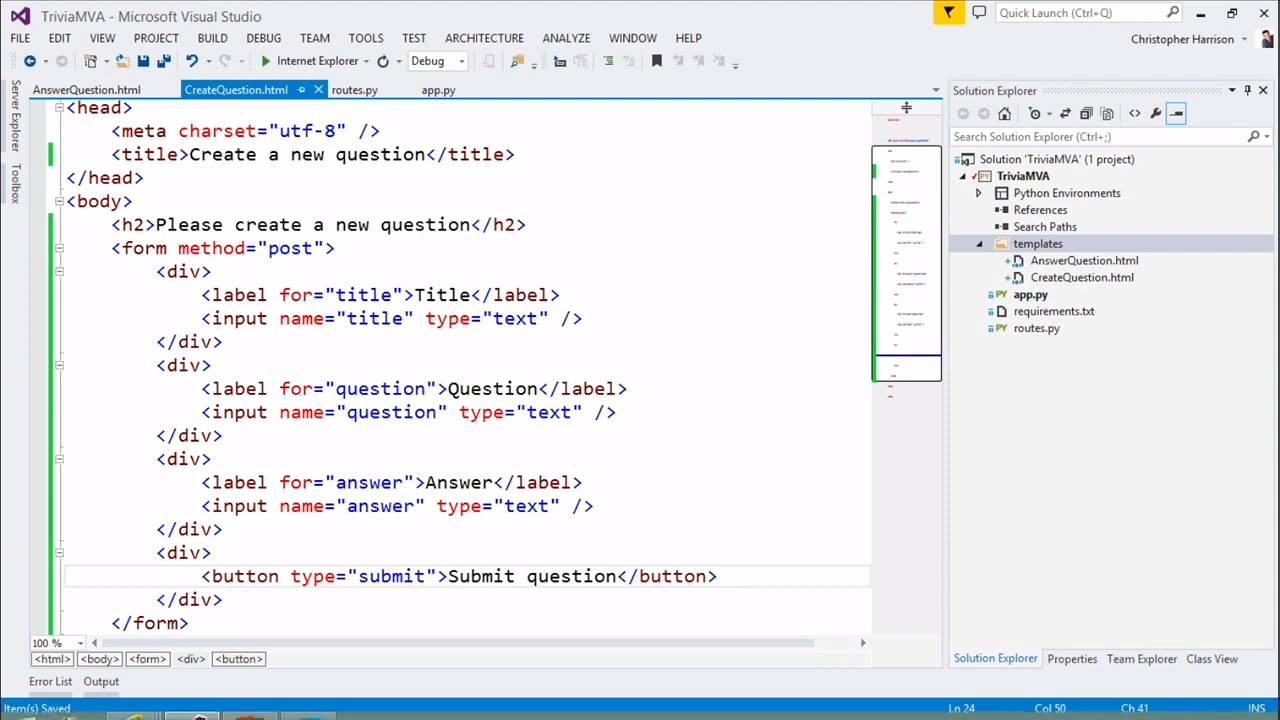 TriviaMVA - Microsoft Visual Studio
Quick Launch (Ctrl+Q)
FILE EDIT VIEW PROJECT BUILD DEBUG TEAM TOOLS TEST ARCHITECTURE ANALYZE WINDOW HELP
Christopher Harrison
Internet Explorer Debug
Server Explorer
Toolbox
AnswerQuestion.html CreateQuestion.html routes.py app.py
<head>
<meta charset="utf-8" />
<title>Create a new question</title>
</head>
<body>
<h2>Please create a new question</h2>
<form method="post">
<div>
<label for="title">Title</label>
<input name="title" type="text" />
</div>
<div>
<label for="question">Question</label>
<input name="question" type="text" />
</div>
<div>
<label for="answer">Answer</label>
<input name="answer" type="text" />
</div>
<div>
<button type="submit">Submit question</button>
</div>
</form>
100 %
<html> <body> <form> <div> <button>
Error List Output
Solution Explorer
Search Solution Explorer (Ctrl+;)
Solution 'TriviaMVA' (1 project)
PY TriviaMVA
Python Environments
References
Search Paths
templates
AnswerQuestion.html
CreateQuestion.html
PY app.py
requirements.txt
PY routes.py
Solution Explorer Properties Team Explorer Class View
Item(s) Saved Ln 24 Col 50 Ch 41 INS